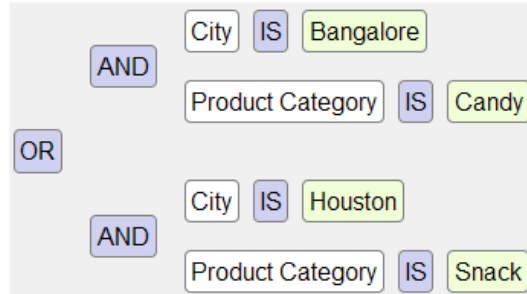 City IS Bangalore
AND
Product Category IS Candy
OR
City IS Houston
AND
Product Category IS Snack